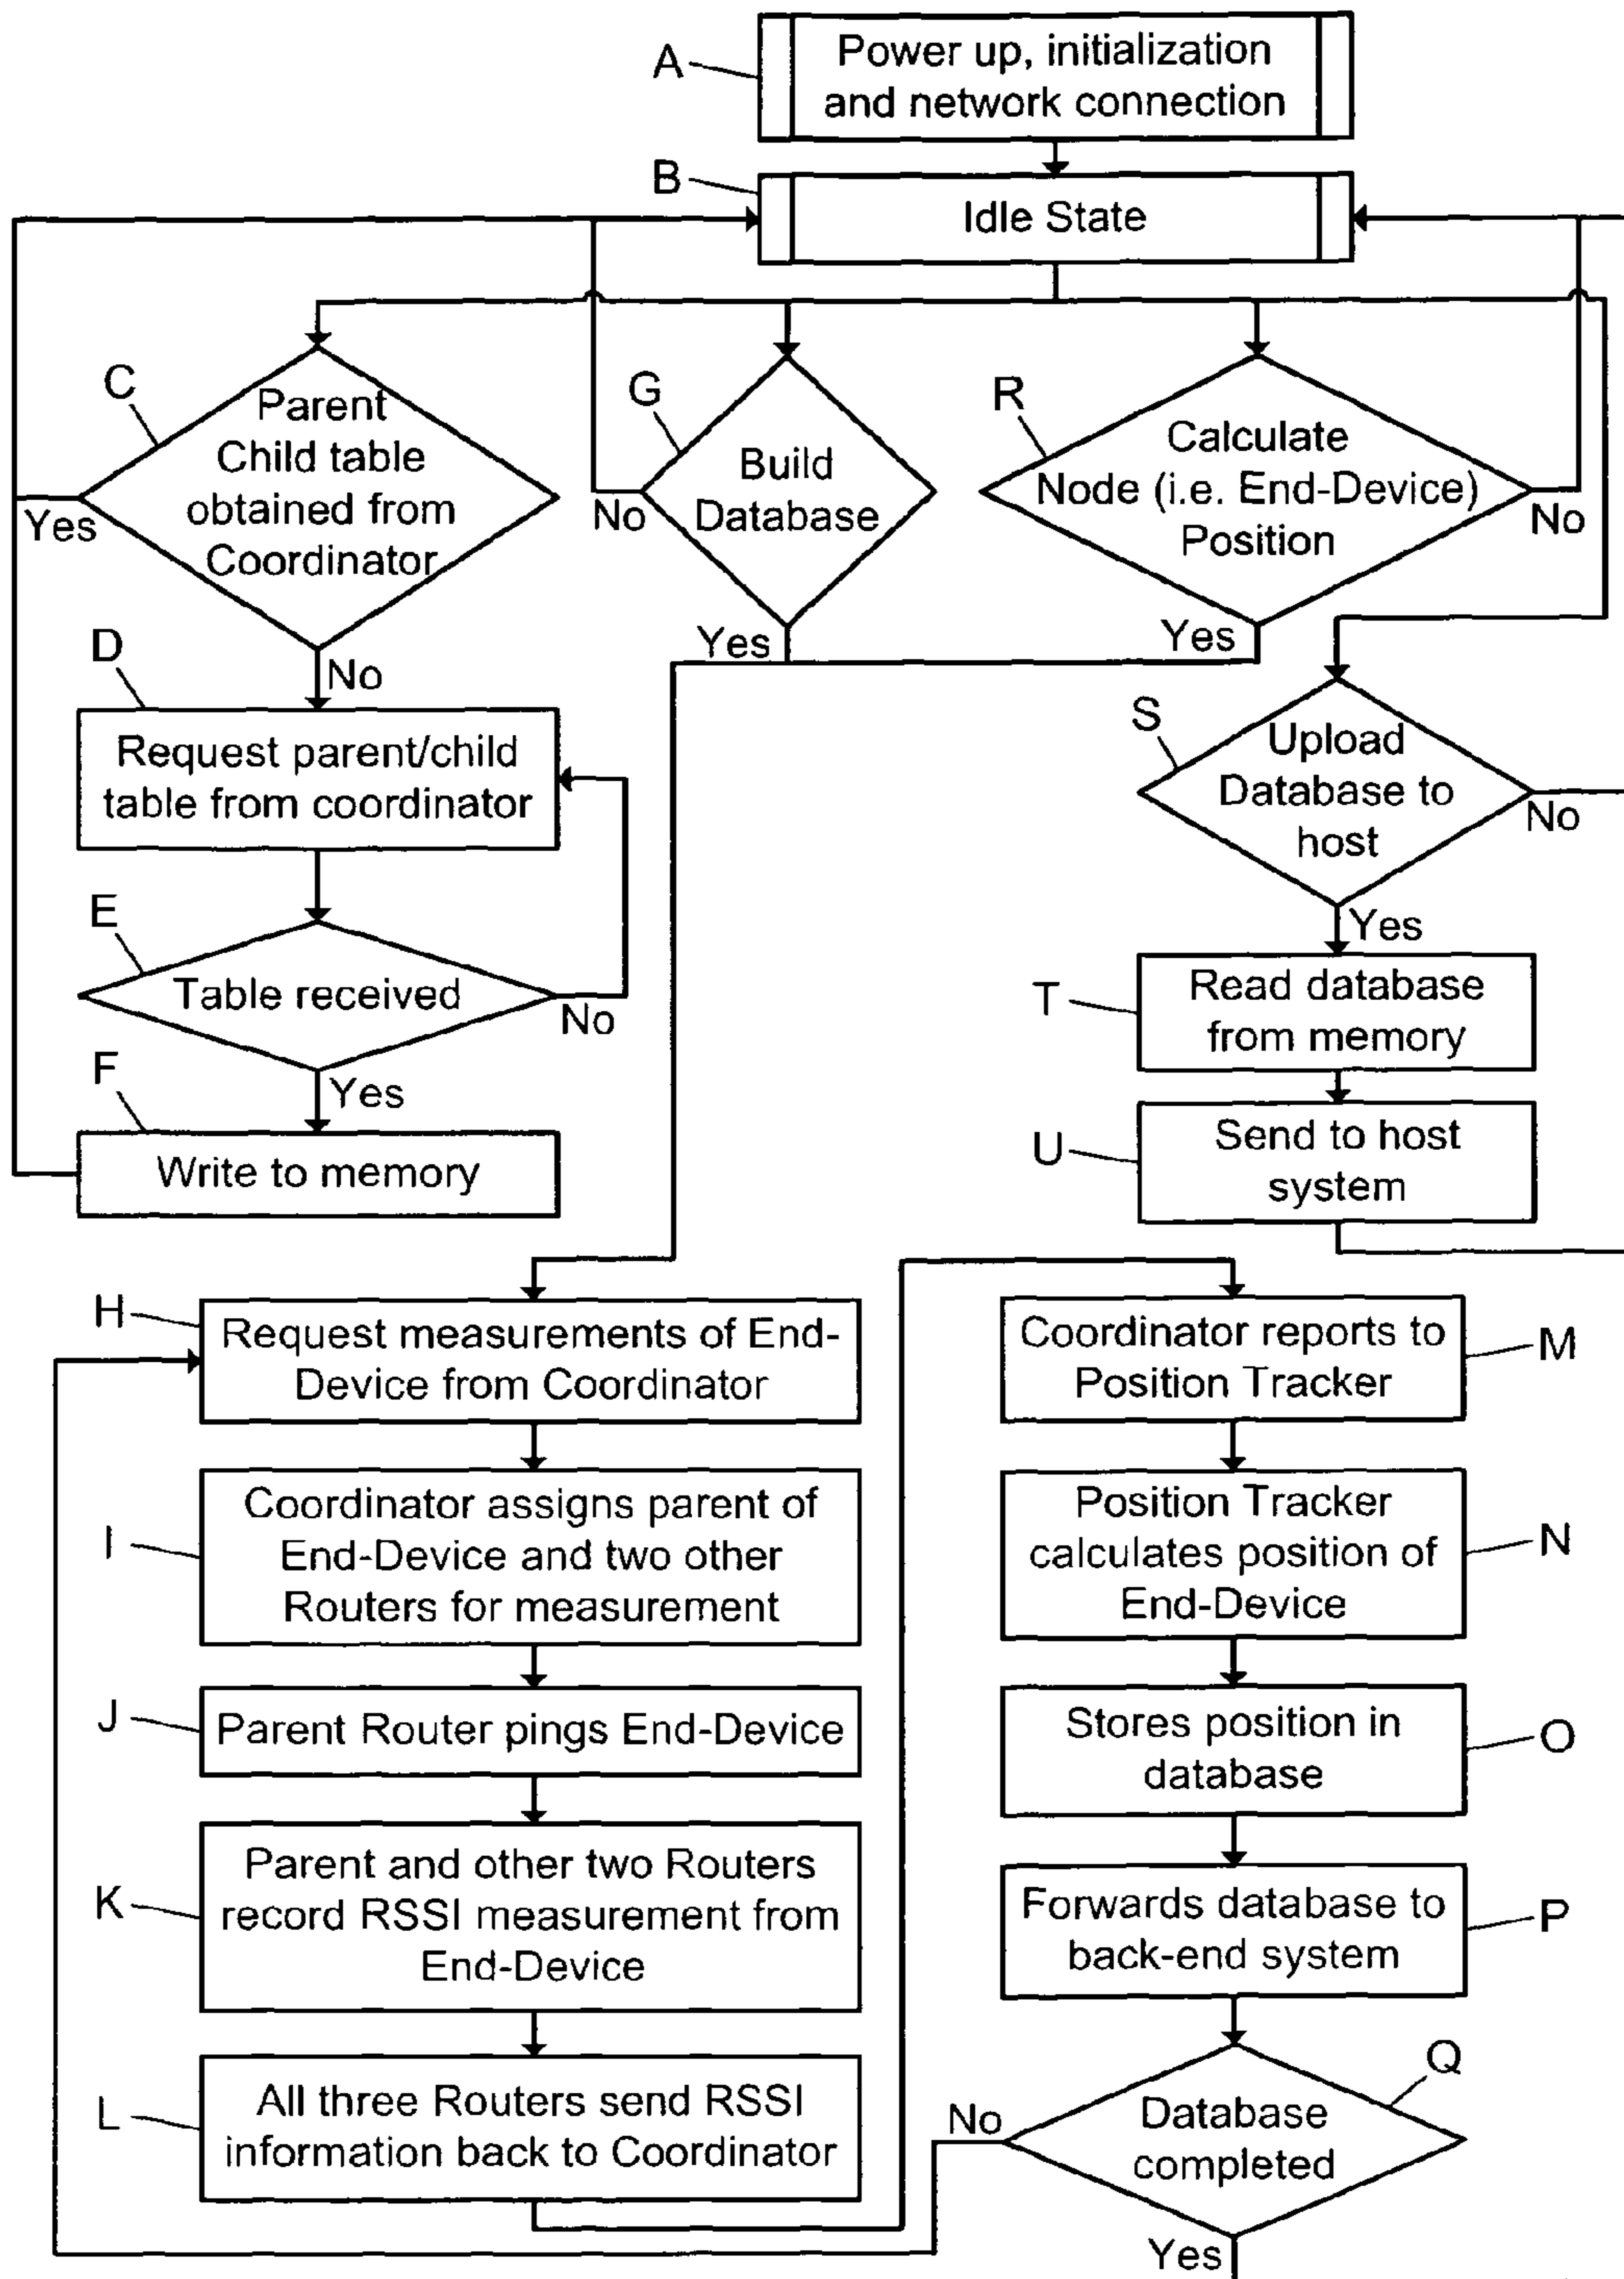 A
Power up, initialization
and network connection
B
Idle State
C
Parent
Child table
obtained from
Coordinator
Yes
No
G
Build
Database
No
Yes
R
Calculate
Node (i.e. End-Device)
Position
No
Yes
D
Request parent/child
table from coordinator
E
Table received
No
Yes
F
Write to memory
S
Upload
Database to
host
No
Yes
T
Read database
from memory
U
Send to host
system
H
Request measurements of End-
Device from Coordinator
I
Coordinator assigns parent of
End-Device and two other
Routers for measurement
J
Parent Router pings End-Device
K
Parent and other two Routers
record RSSI measurement from
End-Device
L
All three Routers send RSSI
information back to Coordinator
Coordinator reports to
Position Tracker
M
Position Tracker
calculates position of
End-Device
N
Stores position in
database
O
Forwards database to
back-end system
P
Q
Database
completed
No
Yes